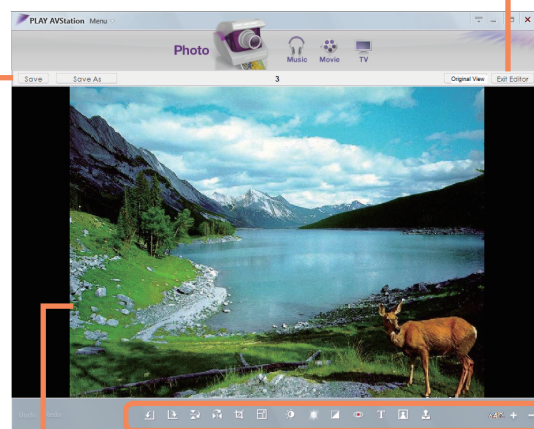 PLAY AVStation Menu
Photo
Music Movie TV
Save Save As 3 Original View Exit Editor
T